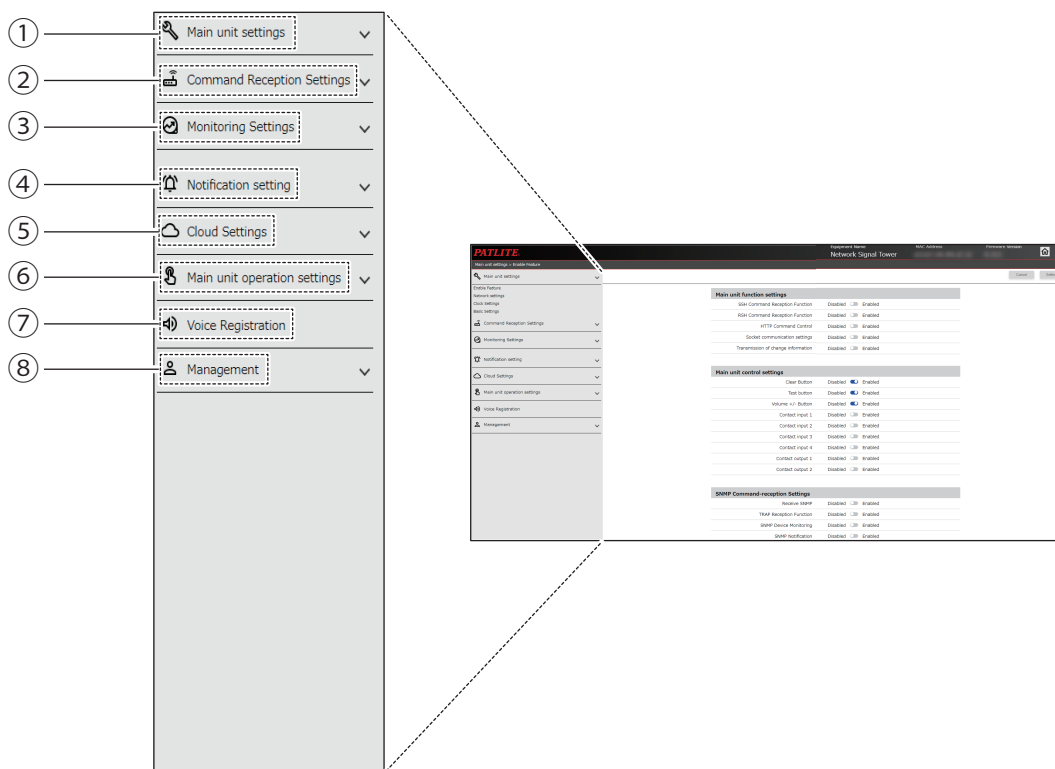 ① Main unit settings
② Command Reception Settings
③ Monitoring Settings
④ Notification setting
⑤ Cloud Settings
⑥ Main unit operation settings
⑦ Voice Registration
⑧ Management
PATLITE
Equipment Name MAC Address Firmware Version
Network Signal Tower
Main unit settings > Enable Feature
Main unit settings
Cancel
Enable Feature
Network settings
Clock Settings
Basic Settings
Command Reception Settings
Monitoring Settings
Notification setting
Cloud Settings
Main unit operation settings
Voice Registration
Management
Main unit function settings
SSH Command Reception Function Disabled Enabled
RSH Command Reception Function Disabled Enabled
HTTP Command Control Disabled Enabled
Socket communication settings Disabled Enabled
Transmission of change information Disabled Enabled
Main unit control settings
Clear Button Disabled Enabled
Test button Disabled Enabled
Volume +/- Button Disabled Enabled
Contact input 1 Disabled Enabled
Contact input 2 Disabled Enabled
Contact input 3 Disabled Enabled
Contact input 4 Disabled Enabled
Contact output 1 Disabled Enabled
Contact output 2 Disabled Enabled
SNMP Command-reception Settings
Receive SNMP Disabled Enabled
TRAP Reception Function Disabled Enabled
SNMP Device Monitoring Disabled Enabled
SNMP Notification Disabled Enabled